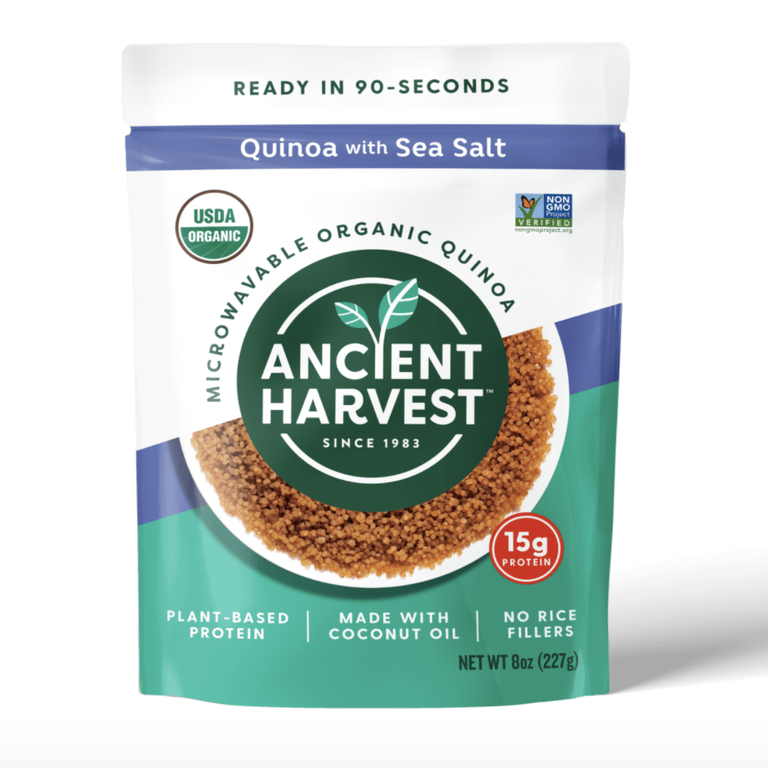 READY IN 90-SECONDS
Quinoa with Sea Salt
USDA
ORGANIC
NON
GMO
Project
VERIFIED
nongmoproject.org
MICROWAVABLE ORGANIC QUINOA
ANCIENT
HARVEST™
SINCE 1983
15g
PROTEIN
PLANT-BASED
PROTEIN
MADE WITH
COCONUT OIL
NO RICE
FILLERS
NET WT 8oz (227g)